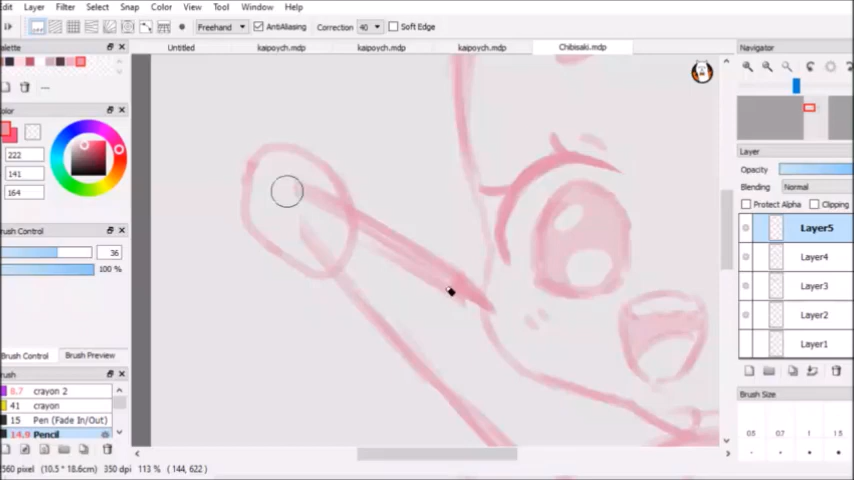 dit Layer Filter Select Snap Color View Tool Window Help
Freehand AntiAliasing Correction 40 Soft Edge
alette Untitled kaipoych.mdp kaipoych.mdp kaipoych.mdp Chibisaki.mdp Navigator
---
olor
222
141
164
Layer
Opacity
Blending Normal
Protect Alpha Clipping
Layer5
rush Control
36
100 %
Layer4
Layer3
Layer2
Layer1
Brush Control Brush Preview
Brush
8.7 crayon 2
41 crayon
15 Pen (Fade In/Out)
14.9 Pencil
Brush Size
0.5 0.7 1 1.5
560 pixel (10.5 * 18.6cm) 350 dpi 113 % ( 144, 622 )